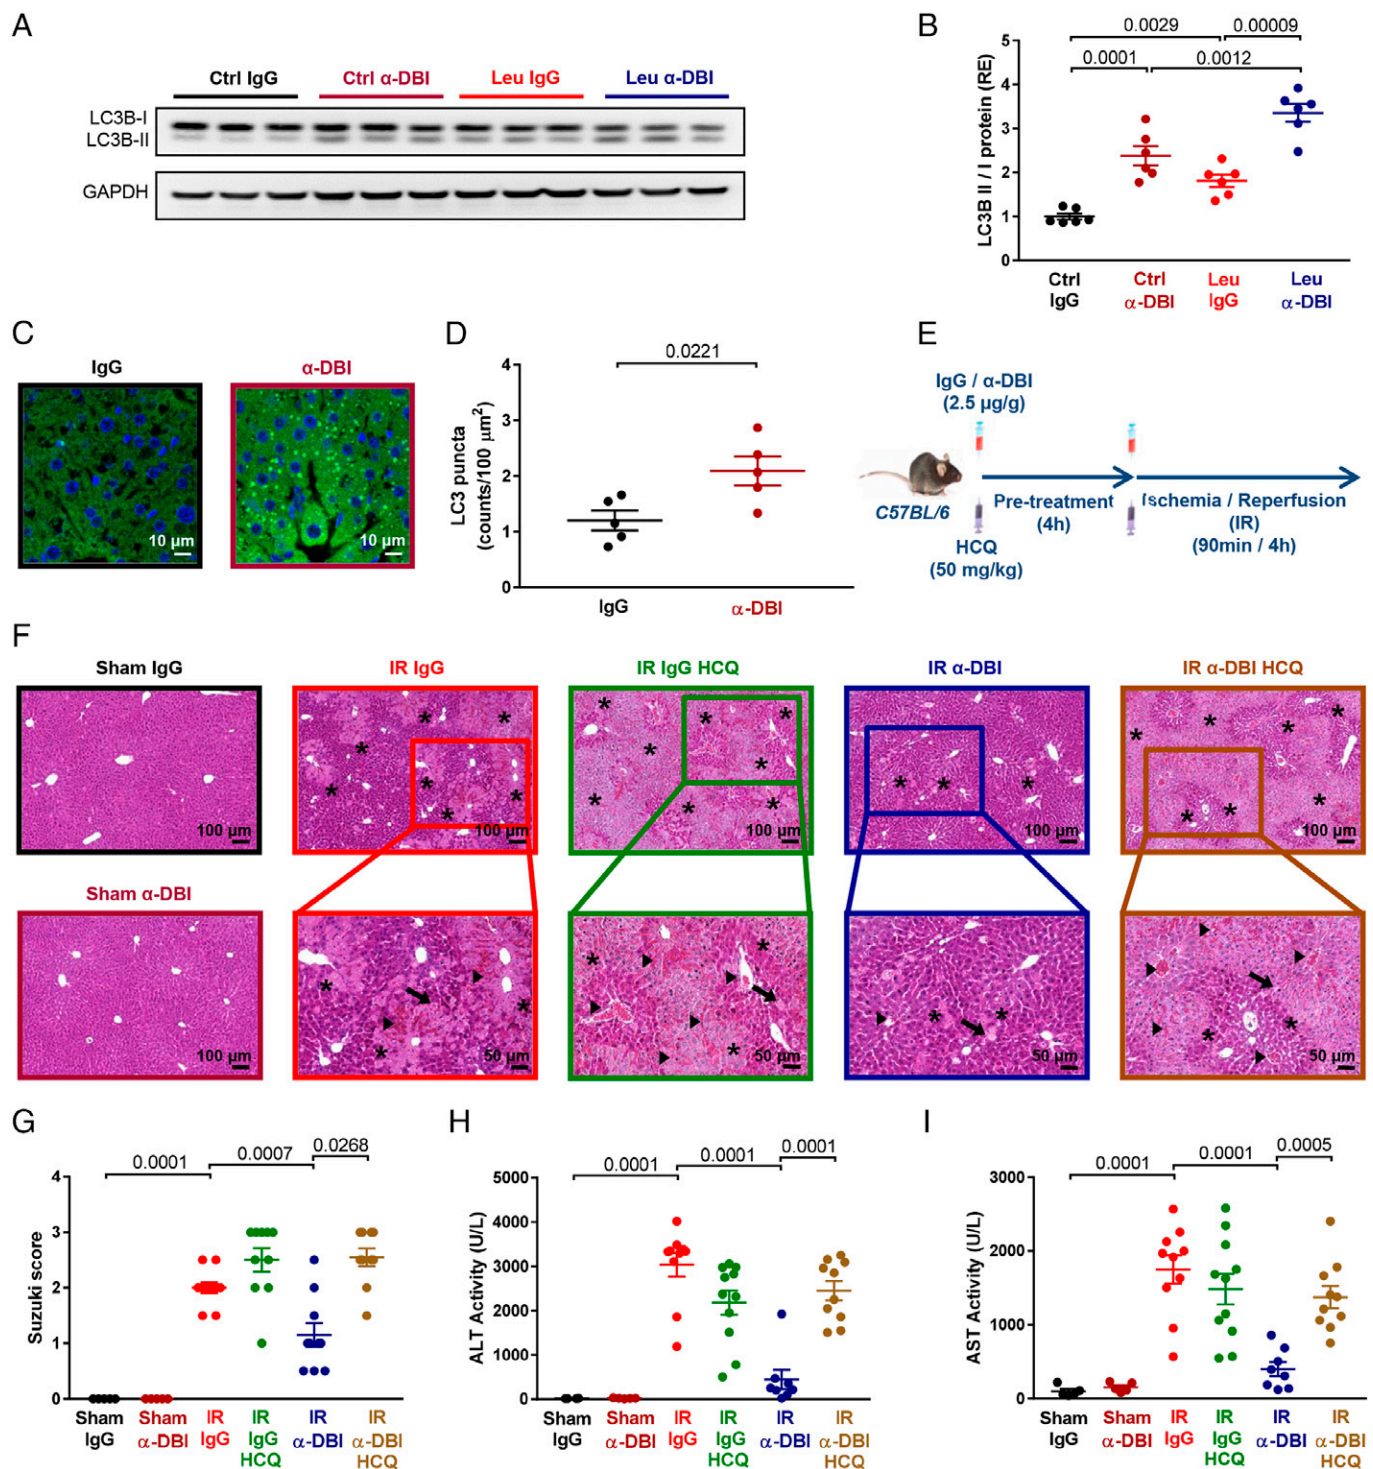 A
Ctrl IgG Ctrl α-DBI Leu IgG Leu α-DBI
LC3B-I
LC3B-II
GAPDH
B
0.0029 0.00009
0.0001 0.0012
LC3B II / I protein (RE)
5
4
3
2
1
0
Ctrl IgG
Ctrl α-DBI
Leu IgG
Leu α-DBI
C
IgG α-DBI
10 µm 10 µm
D
0.0221
LC3 puncta
(counts/100 µm²)
4
3
2
1
0
IgG α-DBI
E
IgG / α-DBI
(2.5 µg/g)
C57BL/6
Pre-treatment
(4h)
Ischemia / Reperfusion
(IR)
(90min / 4h)
HCQ
(50 mg/kg)
F
Sham IgG IR IgG IR IgG HCQ IR α-DBI IR α-DBI HCQ
* * * * * * * * * * * * * * * * * * * * * * * *
100 µm 100 µm 100 µm 100 µm 100 µm
Sham α-DBI
* * * * * * * * * *
100 µm 50 µm 50 µm 50 µm 50 µm
G
0.0001 0.0007 0.0268
Suzuki score
4
3
2
1
0
Sham IgG
Sham α-DBI
IR IgG
IR IgG HCQ
IR α-DBI
IR α-DBI HCQ
H
0.0001 0.0001 0.0001
ALT Activity (U/L)
5000
4000
3000
2000
1000
0
Sham IgG
Sham α-DBI
IR IgG
IR IgG HCQ
IR α-DBI
IR α-DBI HCQ
I
0.0001 0.0001 0.0005
AST Activity (U/L)
3000
2000
1000
0
Sham IgG
Sham α-DBI
IR IgG
IR IgG HCQ
IR α-DBI
IR α-DBI HCQ